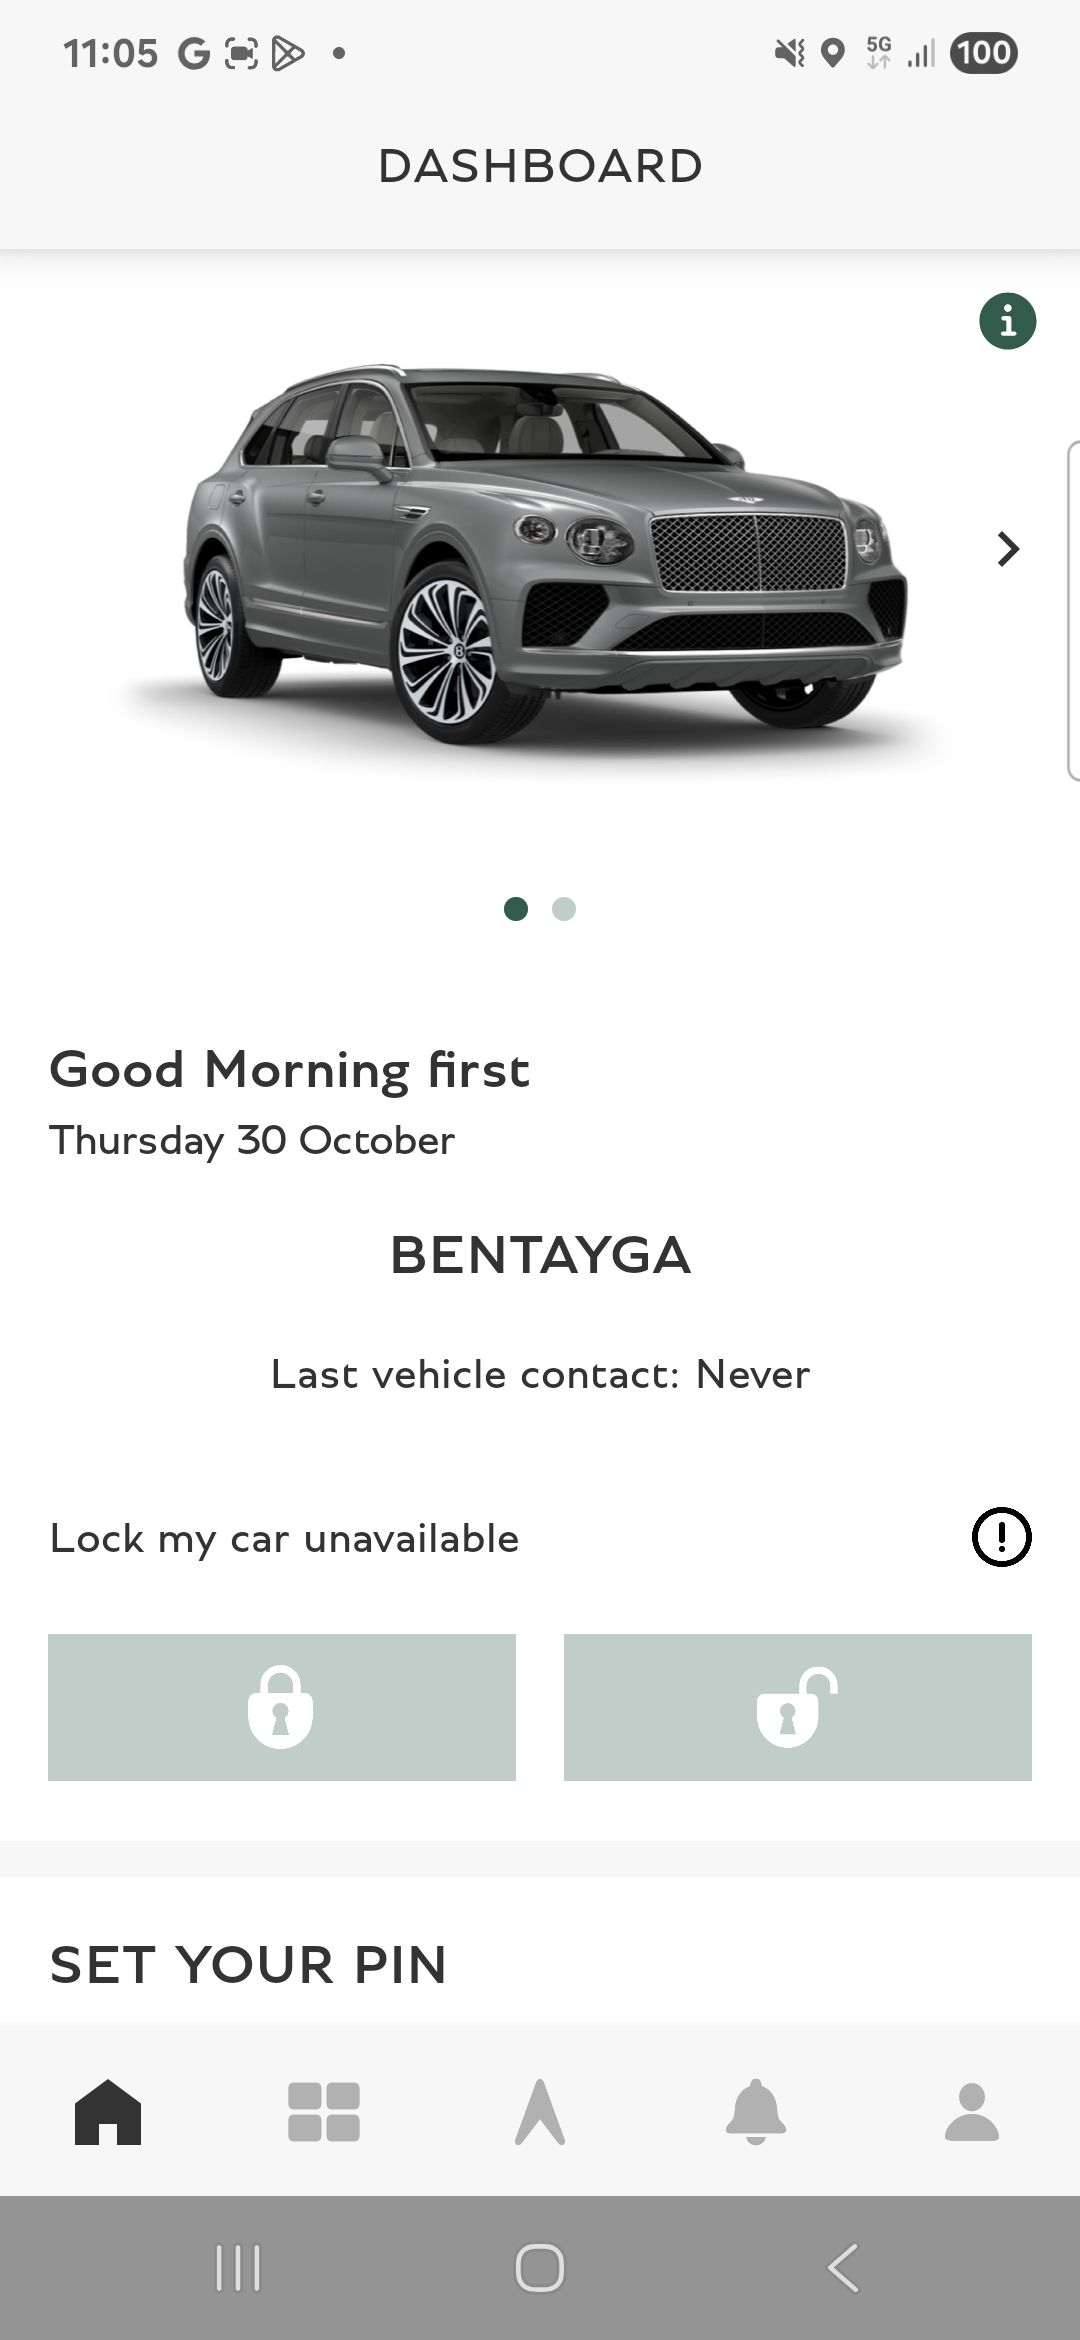 11:05
5G
100
DASHBOARD
Good Morning first
Thursday 30 October
BENTAYGA
Last vehicle contact: Never
Lock my car unavailable
SET YOUR PIN